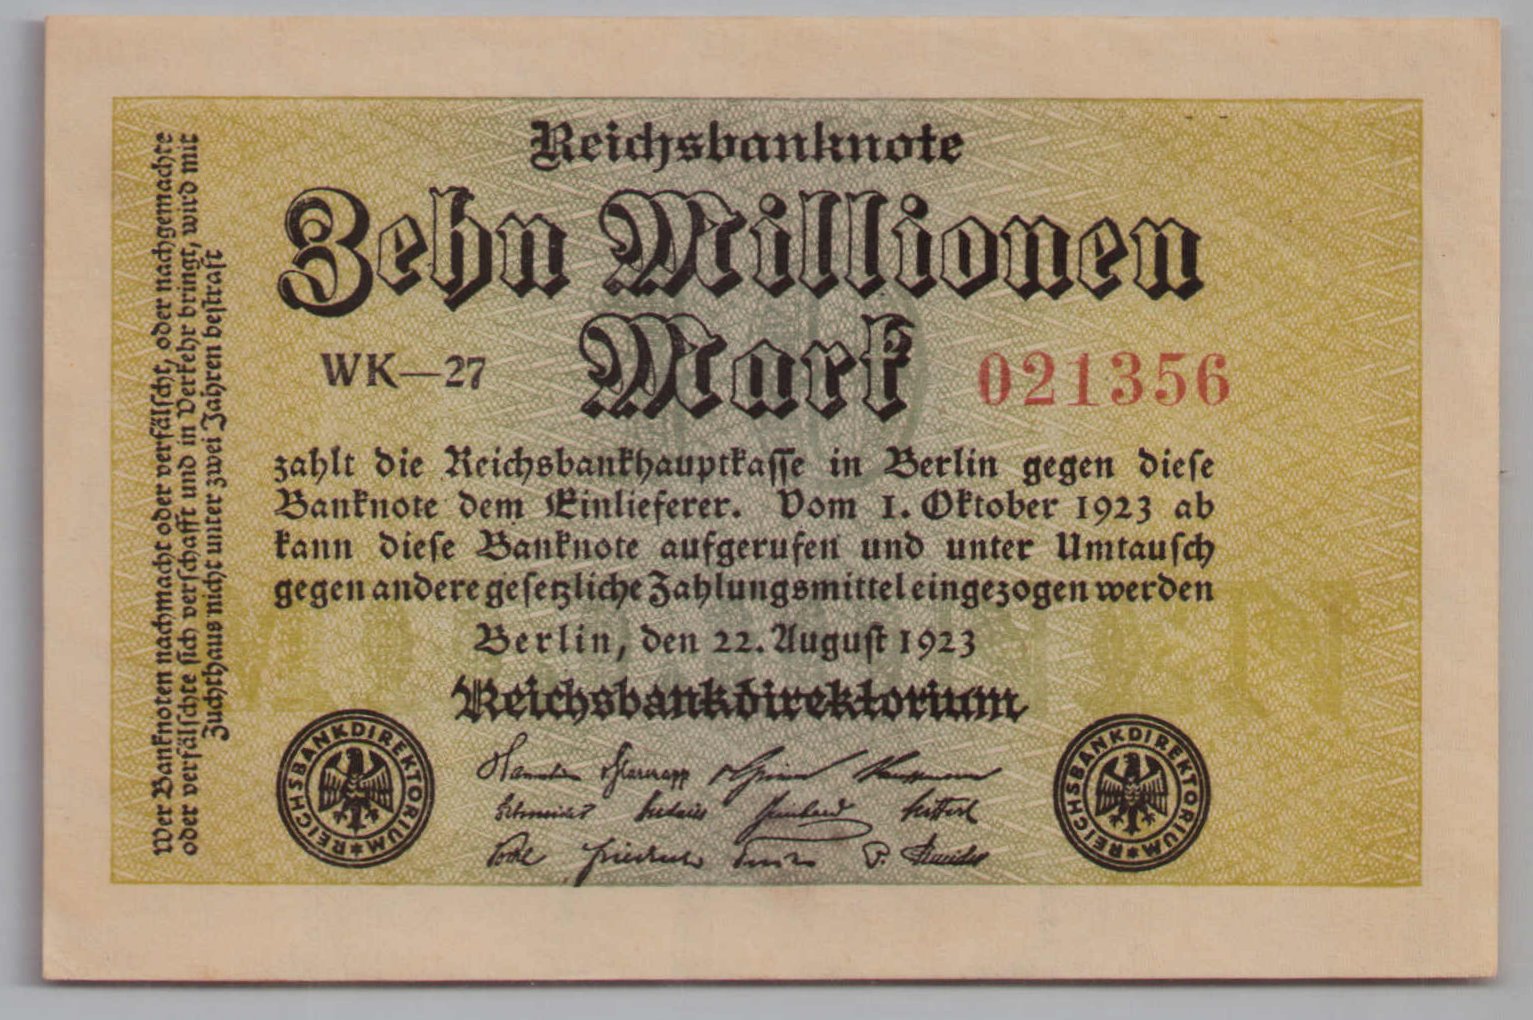 Reichsbanknote
Zehn Millionen
Mark
WK—27
021356
zahlt die Reichsbankhauptkasse in Berlin gegen diese
Banknote dem Einlieferer. Vom 1. Oktober 1923 ab
kann diese Banknote aufgerufen und unter Umtausch
gegen andere gesetzliche Zahlungsmittel eingezogen werden
Berlin, den 22. August 1923
Reichsbankdirektorium
REICHSBANKDIREKTORIUM
REICHSBANKDIREKTORIUM
Wer Banknoten nachmacht oder verfälscht, oder nachgemachte
oder verfälschte sich verschafft und in Verkehr bringt, wird mit
Zuchthaus nicht unter zwei Jahren bestraft